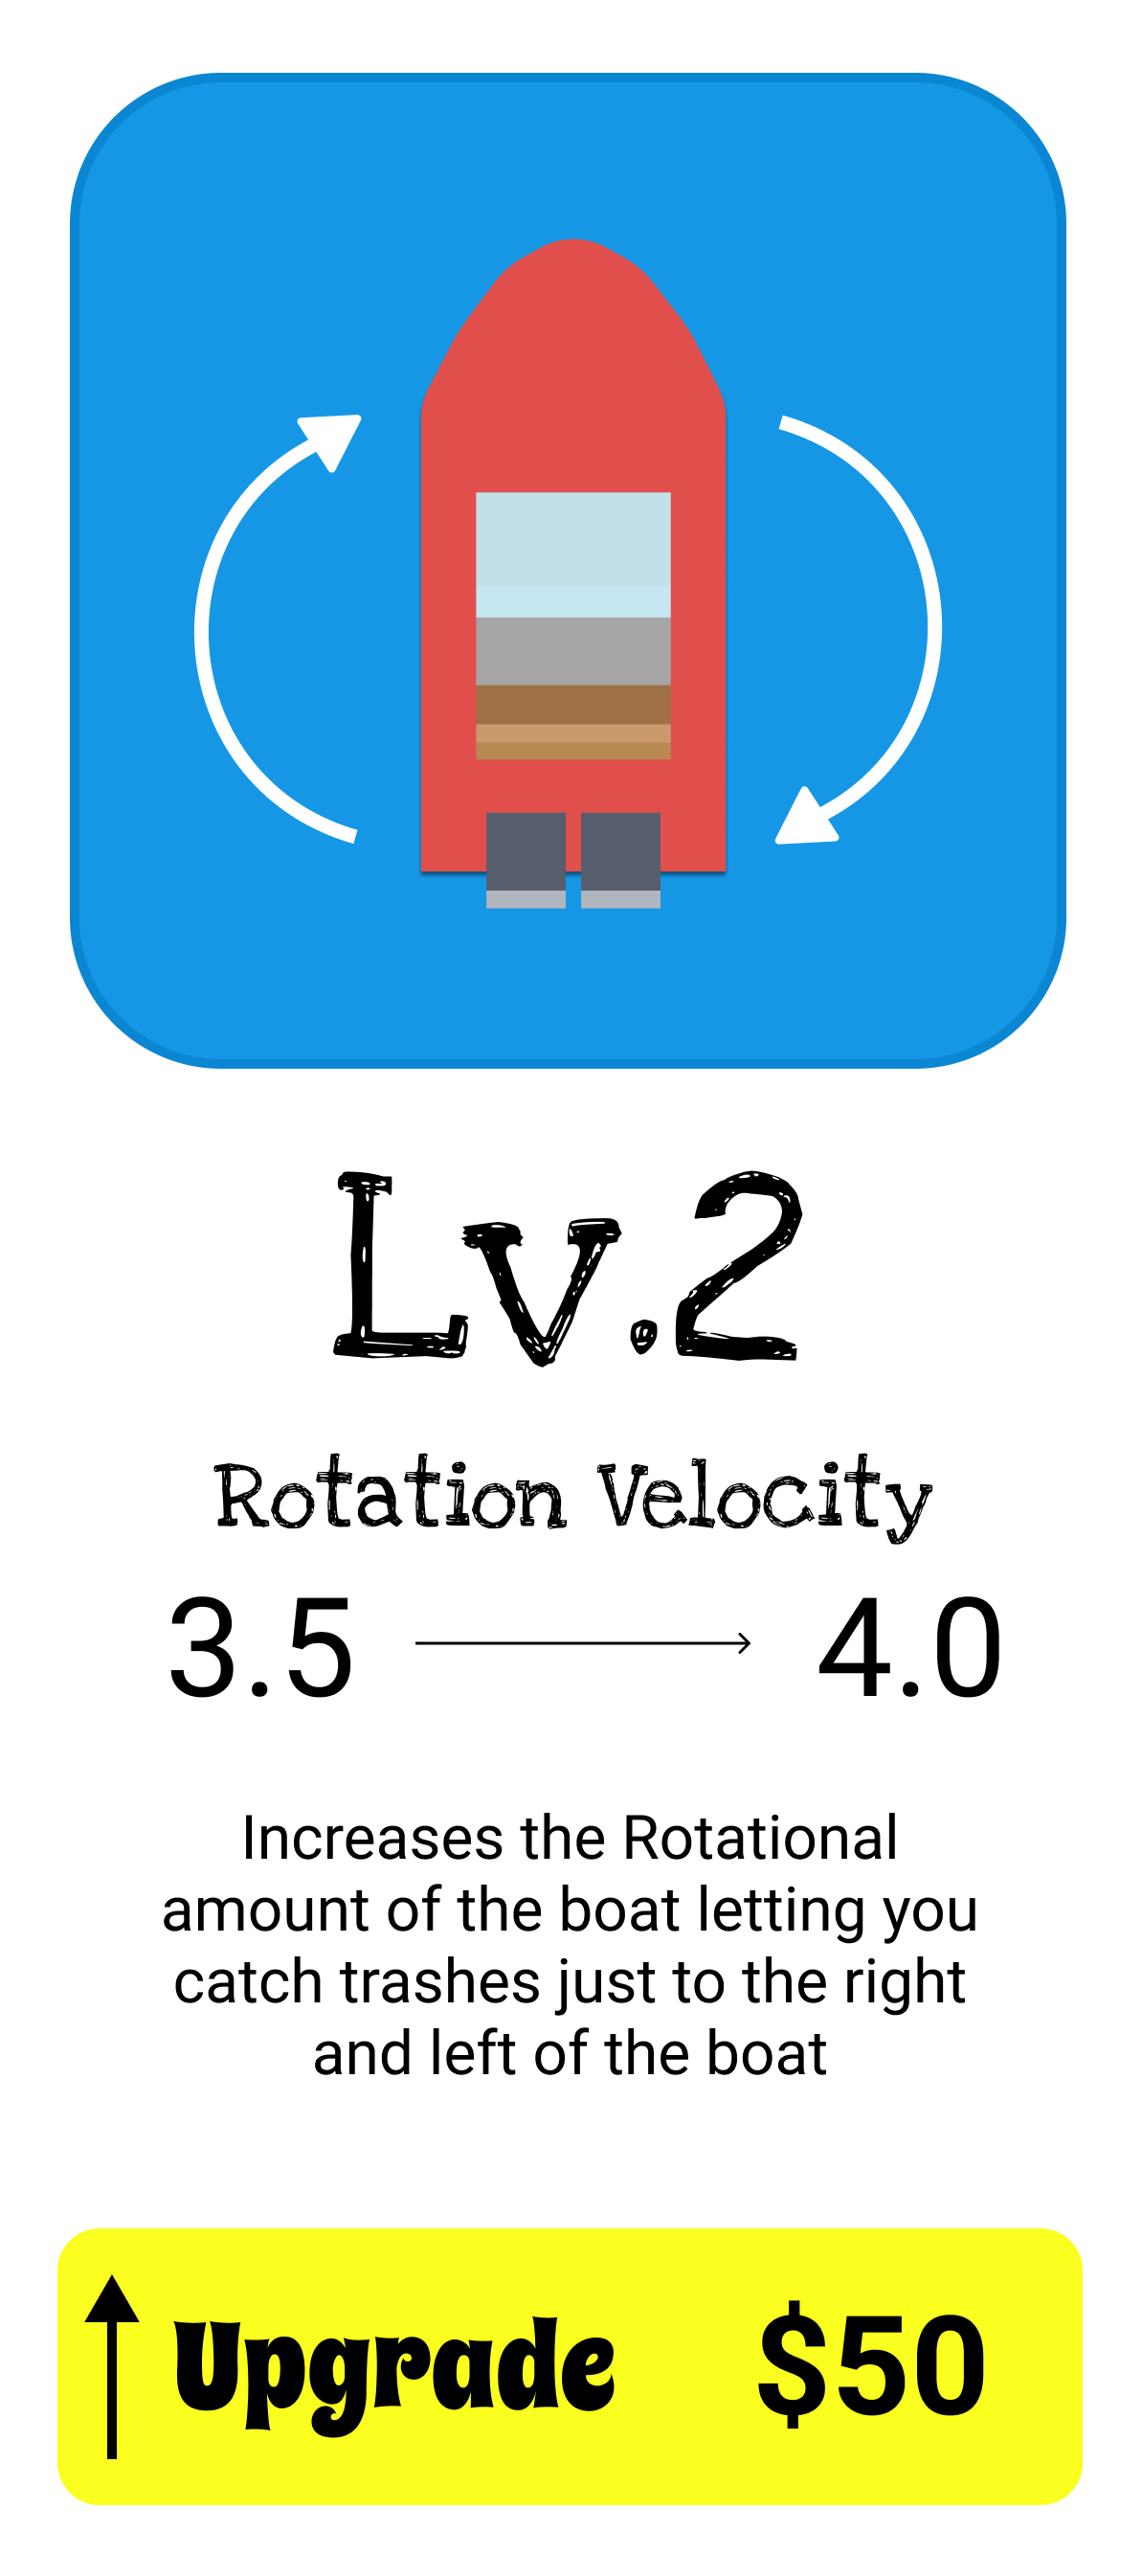 Lv.2
Rotation Velocity
3.5 4.0
Increases the Rotational
amount of the boat letting you
catch trashes just to the right
and left of the boat
Upgrade $50